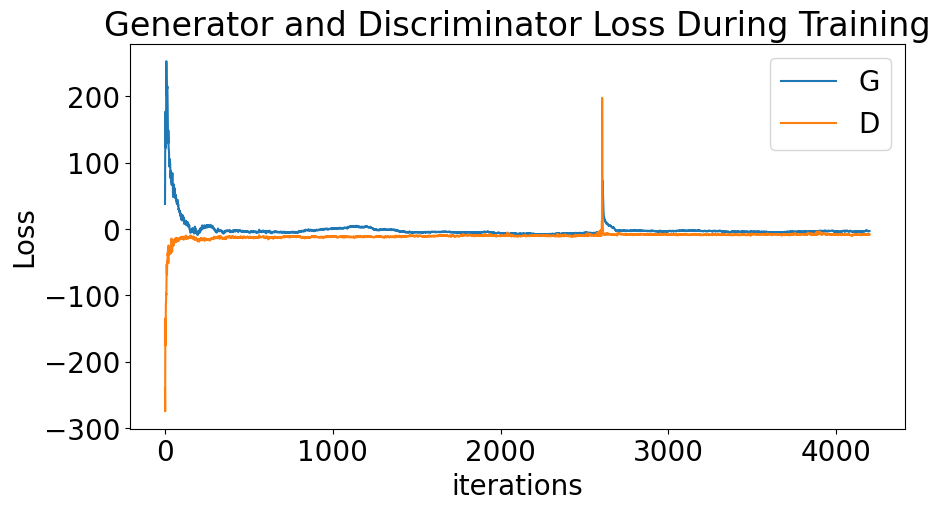 Generator and Discriminator Loss During Training
G
D
200
100
0
−100
−200
−300
Loss
0 1000 2000 3000 4000
iterations